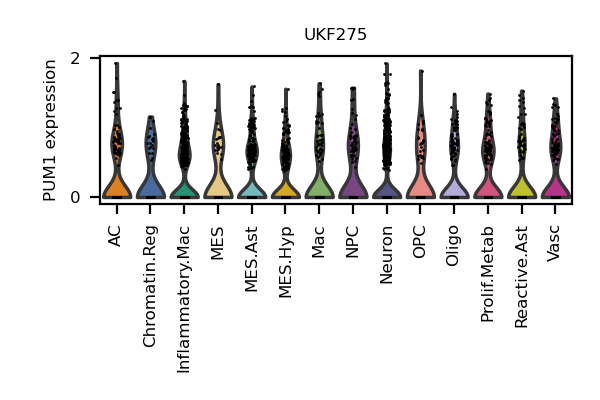 UKF275
PUM1 expression
2
0
AC
Chromatin.Reg
Inflammatory.Mac
MES
MES.Ast
MES.Hyp
Mac
NPC
Neuron
OPC
Oligo
Prolif.Metab
Reactive.Ast
Vasc